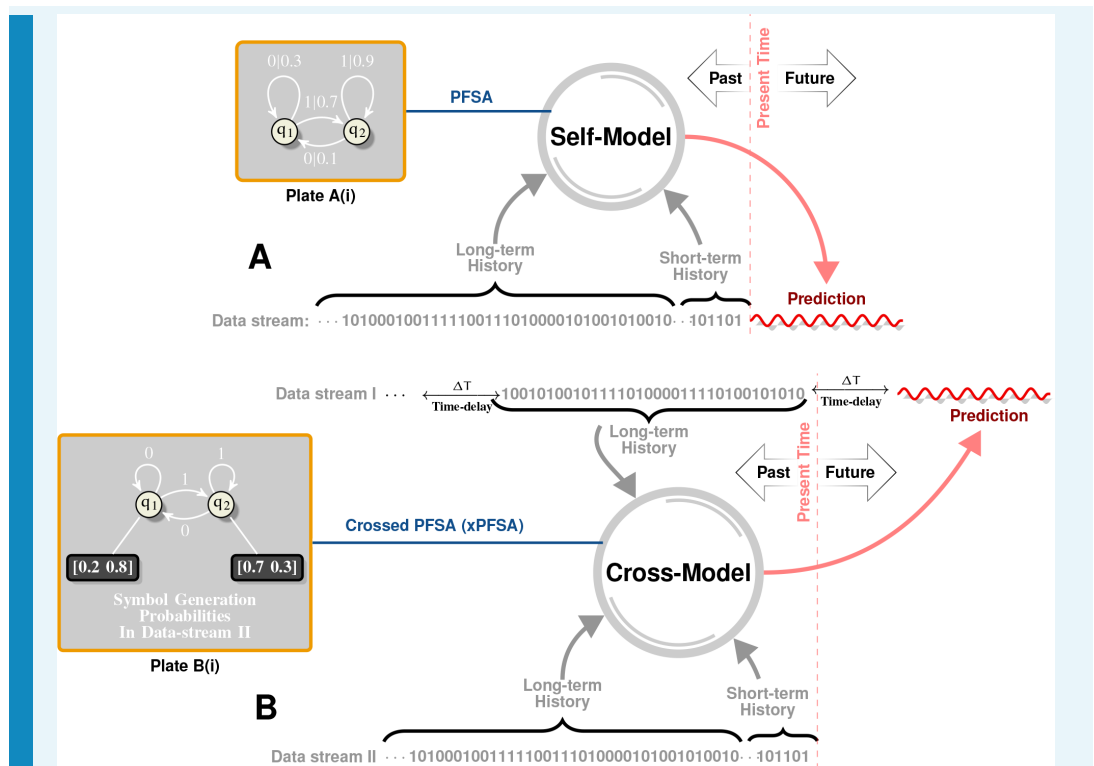 0|0.3
1|0.9
1|0.7
q1
q2
0|0.1
Plate A(i)
PFSA
Self-Model
Past
Future
Present Time
A
Long-term
History
Short-term
History
Prediction
Data stream: ···1010001001111100111010000101001010010···101101
Data stream I ···
ΔT
Time-delay
100101001011110100001111010010101​0
ΔT
Time-delay
Prediction
Long-term
History
Past
Future
Present Time
0
1
1
q1
q2
0
[0.2 0.8]
[0.7 0.3]
Symbol Generation
Probabilities
In Data-stream II
Plate B(i)
Crossed PFSA (xPFSA)
Cross-Model
B
Long-term
History
Short-term
History
Data stream II ···1010001001111100111010000101001010010···101101